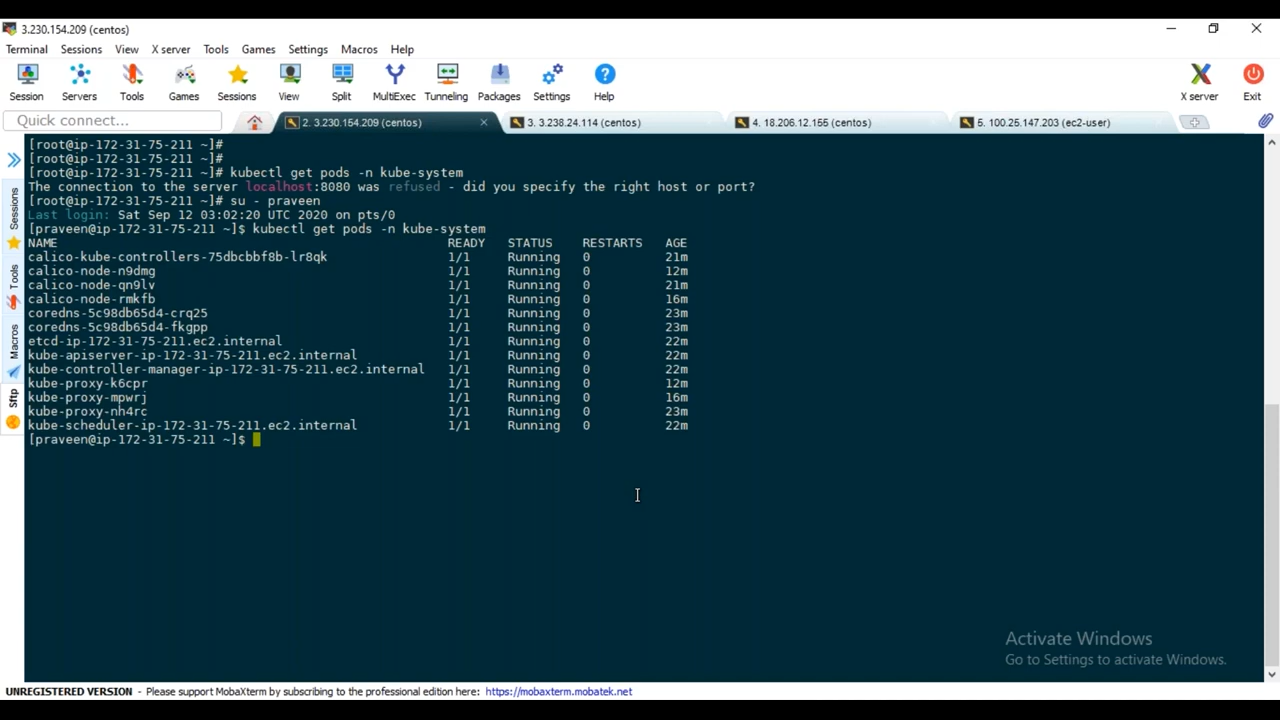 3.230.154.209 (centos)
Terminal Sessions View X server Tools Games Settings Macros Help
Session Servers Tools Games Sessions View Split MultiExec Tunneling Packages Settings Help X server Exit
Quick connect... 2. 3.230.154.209 (centos) 3. 3.238.24.114 (centos) 4. 18.206.12.155 (centos) 5. 100.25.147.203 (ec2-user)
[root@ip-172-31-75-211 ~]#
[root@ip-172-31-75-211 ~]#
[root@ip-172-31-75-211 ~]# kubectl get pods -n kube-system
The connection to the server localhost:8080 was refused - did you specify the right host or port?
[root@ip-172-31-75-211 ~]# su - praveen
Last login: Sat Sep 12 03:02:20 UTC 2020 on pts/0
[praveen@ip-172-31-75-211 ~]$ kubectl get pods -n kube-system
NAME READY STATUS RESTARTS AGE
calico-kube-controllers-75dbcbbf8b-lr8qk 1/1 Running 0 21m
calico-node-n9dmg 1/1 Running 0 12m
calico-node-qn9lv 1/1 Running 0 21m
calico-node-rmkfb 1/1 Running 0 16m
coredns-5c98db65d4-crq25 1/1 Running 0 23m
coredns-5c98db65d4-fkgpp 1/1 Running 0 23m
etcd-ip-172-31-75-211.ec2.internal 1/1 Running 0 22m
kube-apiserver-ip-172-31-75-211.ec2.internal 1/1 Running 0 22m
kube-controller-manager-ip-172-31-75-211.ec2.internal 1/1 Running 0 22m
kube-proxy-k6cpr 1/1 Running 0 12m
kube-proxy-mpwrj 1/1 Running 0 16m
kube-proxy-nh4rc 1/1 Running 0 23m
kube-scheduler-ip-172-31-75-211.ec2.internal 1/1 Running 0 22m
[praveen@ip-172-31-75-211 ~]$
Sessions
Tools
Macros
Sftp
Activate Windows
Go to Settings to activate Windows.
UNREGISTERED VERSION - Please support MobaXterm by subscribing to the professional edition here: https://mobaxterm.mobatek.net